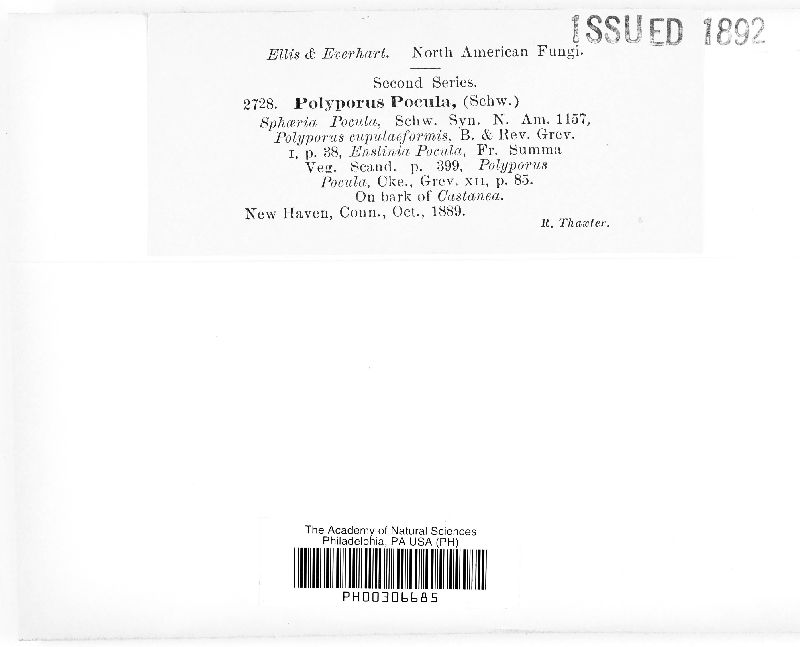 ISSUED 1892
Ellis & Everhart. North American Fungi.
Second Series.
2728. Polyporus Pocula, (Schw.)
Sphæria Pocula, Schw. Syn. N. Am. 1157,
Polyporus cupulaeformis, B. & Rev. Grev.
I, p. 38, Enslinia Pocula, Fr. Summa
Veg. Scand. p. 399, Polyporus
Pocula, Cke., Grev. XII, p. 85.
On bark of Castanea.
New Haven, Conn., Oct., 1889.
R. Thaxter.
The Academy of Natural Sciences
Philadelphia, PA USA (PH)
PH00306685